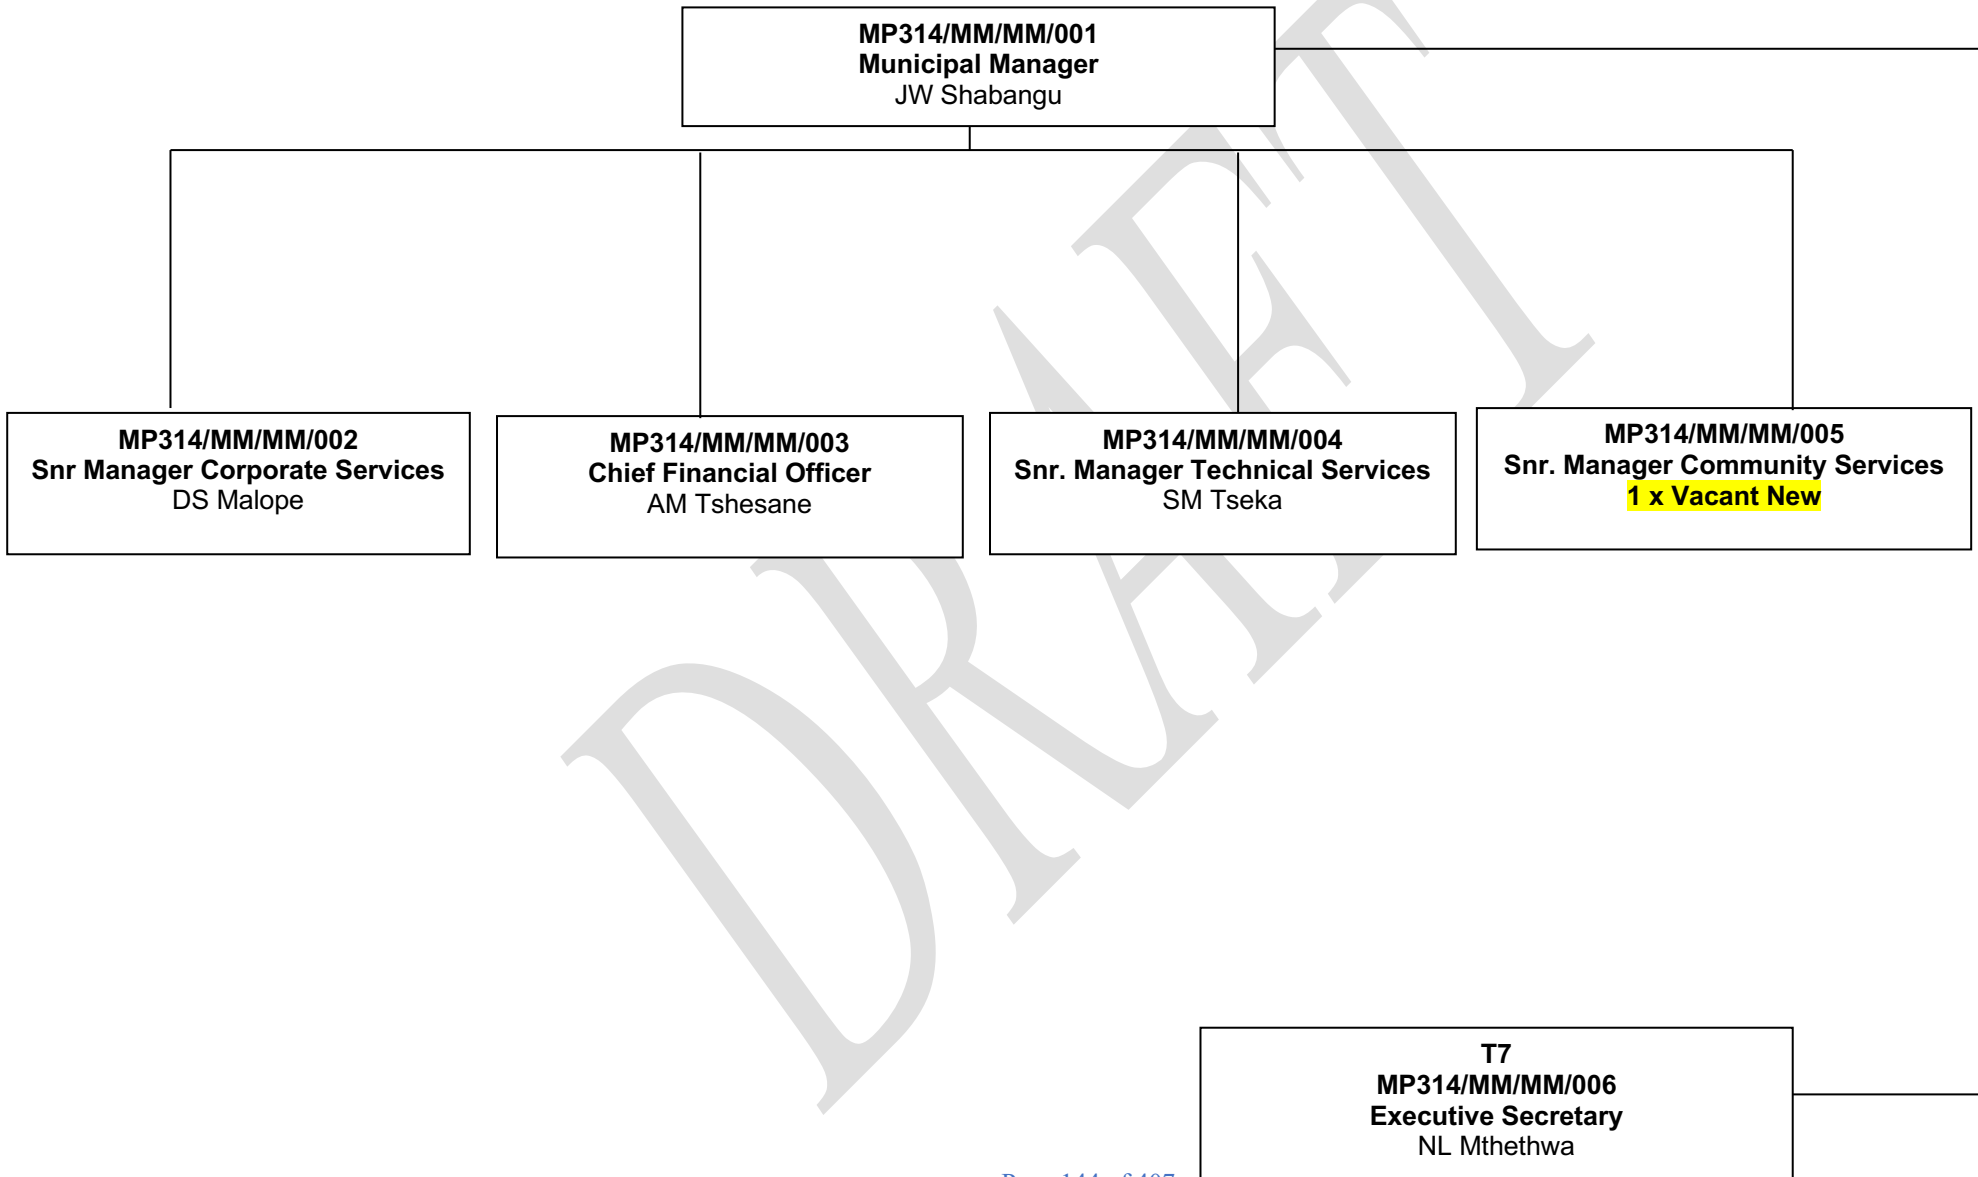 MP314/MM/MM/001
Municipal Manager
JW Shabangu
MP314/MM/MM/002
Snr Manager Corporate Services
DS Malope
MP314/MM/MM/003
Chief Financial Officer
AM Tshesane
MP314/MM/MM/004
Snr. Manager Technical Services
SM Tseka
MP314/MM/MM/005
Snr. Manager Community Services
1 x Vacant New
DRAFT
T7
MP314/MM/MM/006
Executive Secretary
NL Mthethwa